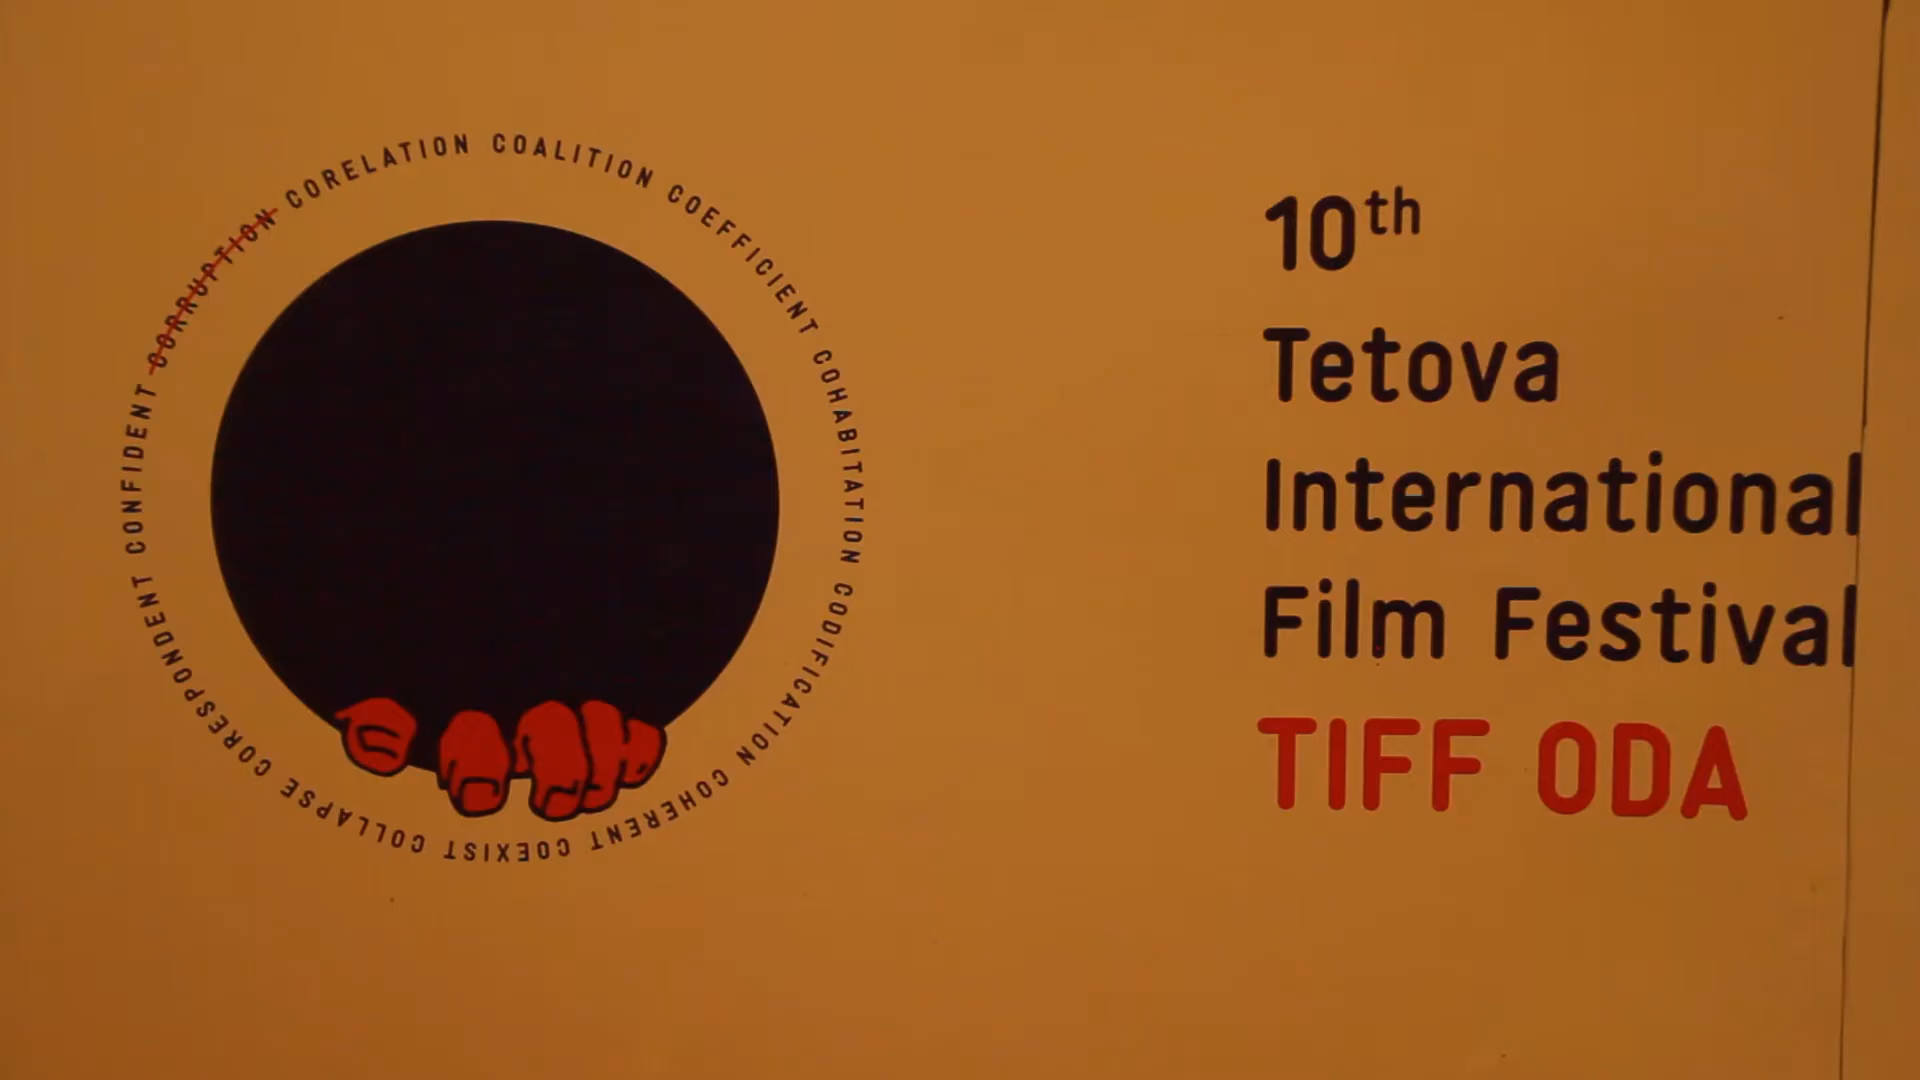 CORRUPTION CORELATION COALITION COEFFICIENT COHABITATION CODIFICATION COHERENT COEXIST COLLAPSE CORESPONDENT CONFIDENT
10th
Tetova
International
Film Festival
TIFF ODA